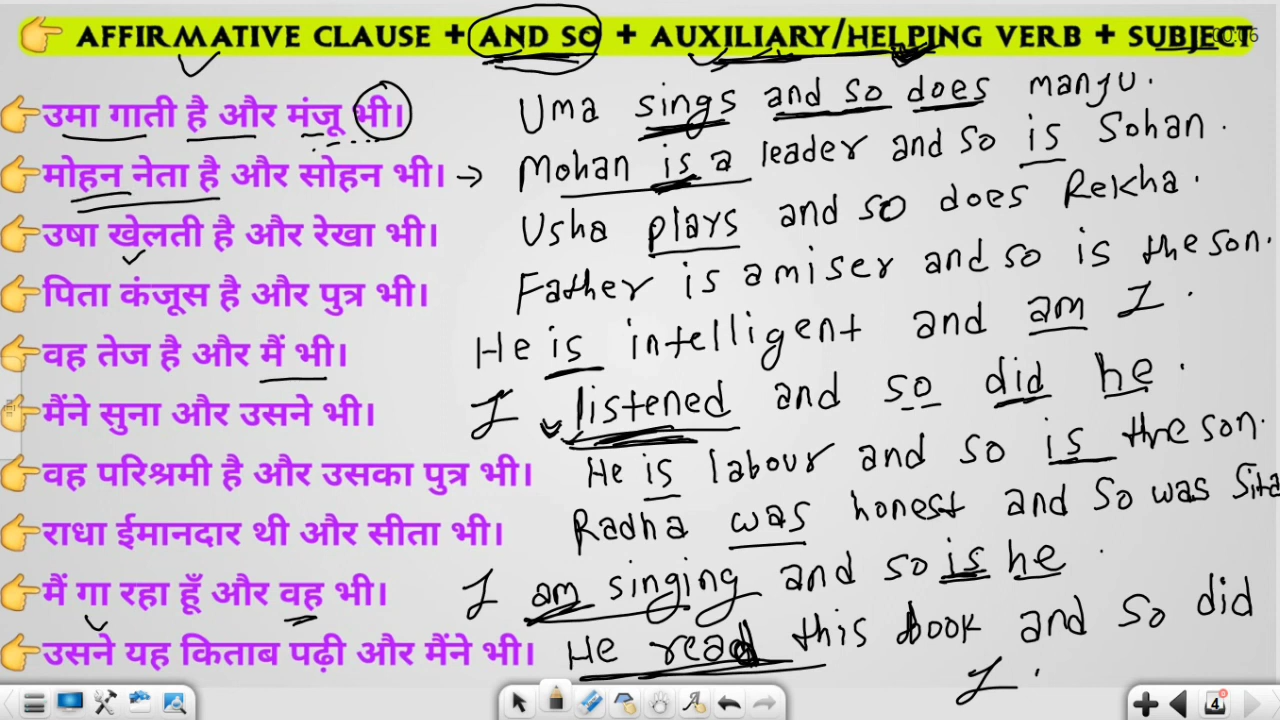 AFFIRMATIVE CLAUSE + AND SO + AUXILIARY/HELPING VERB + SUBJECT
उमा गाती है और मंजू भी। Uma sings and so does manju.
मोहन नेता है और सोहन भी। → Mohan is a leader and so is Sohan.
उषा खेलती है और रेखा भी। Usha plays and so does Rekha.
पिता कंजूस है और पुत्र भी। Father is a miser and so is the son.
वह तेज है और मैं भी। He is intelligent and am I.
मैंने सुना और उसने भी। I listened and so did he.
वह परिश्रमी है और उसका पुत्र भी। He is labour and so is the son.
राधा ईमानदार थी और सीता भी। Radha was honest and so was Sita
मैं गा रहा हूँ और वह भी। I am singing and so is he.
उसने यह किताब पढ़ी और मैंने भी। He read this book and so did
I.
4